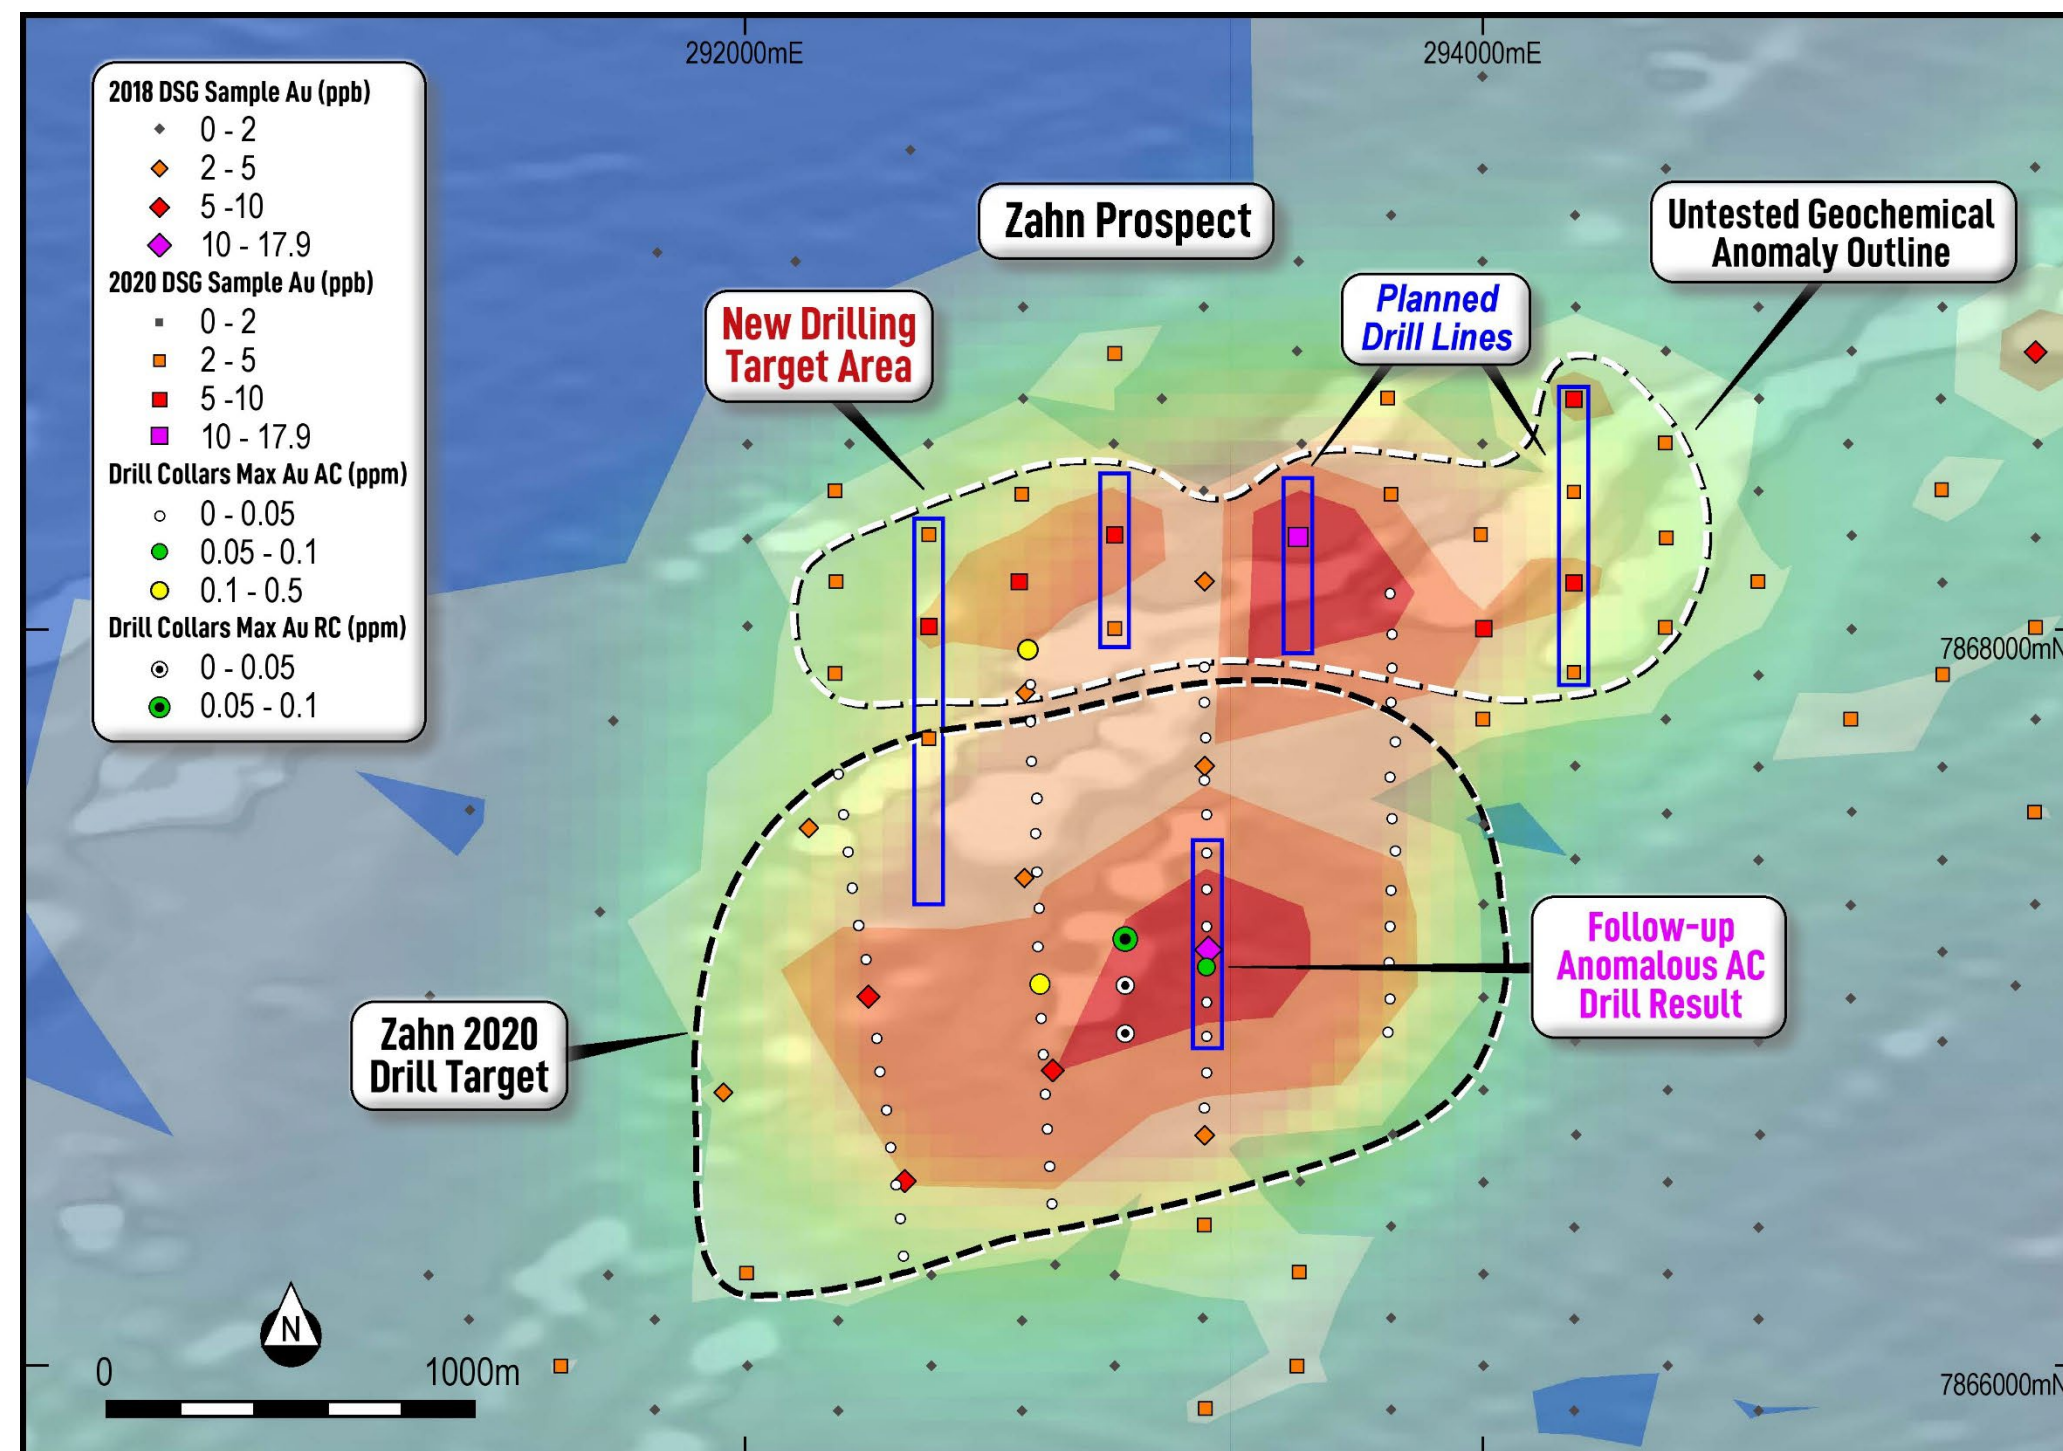 292000mE
294000mE
2018 DSG Sample Au (ppb)
0 - 2
2 - 5
5 -10
10 - 17.9
2020 DSG Sample Au (ppb)
0 - 2
2 - 5
5 -10
10 - 17.9
Drill Collars Max Au AC (ppm)
0 - 0.05
0.05 - 0.1
0.1 - 0.5
Drill Collars Max Au RC (ppm)
0 - 0.05
0.05 - 0.1
Zahn Prospect
Untested Geochemical
Anomaly Outline
New Drilling
Target Area
Planned
Drill Lines
7868000mN
Follow-up
Anomalous AC
Drill Result
Zahn 2020
Drill Target
N
0
1000m
7866000mN